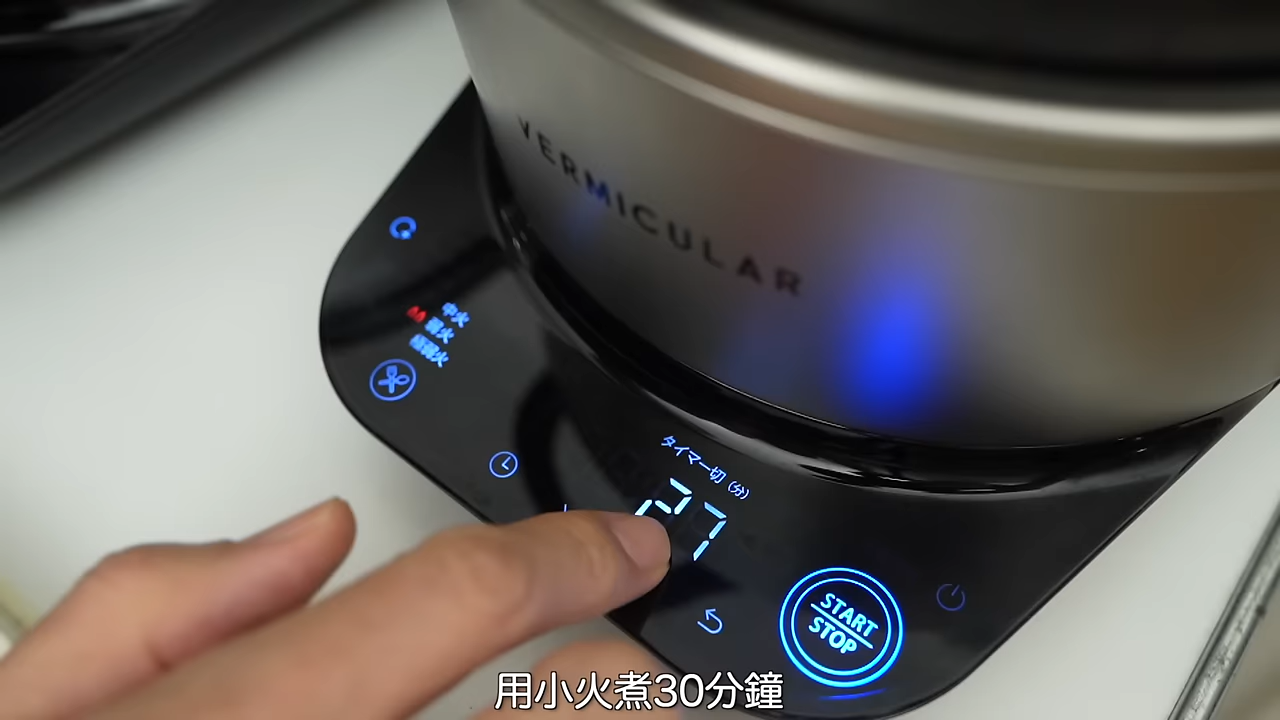 VERMICULAR
中火
弱火
極弱火
タイマー切(分)
27
START
STOP
用小火煮30分鐘